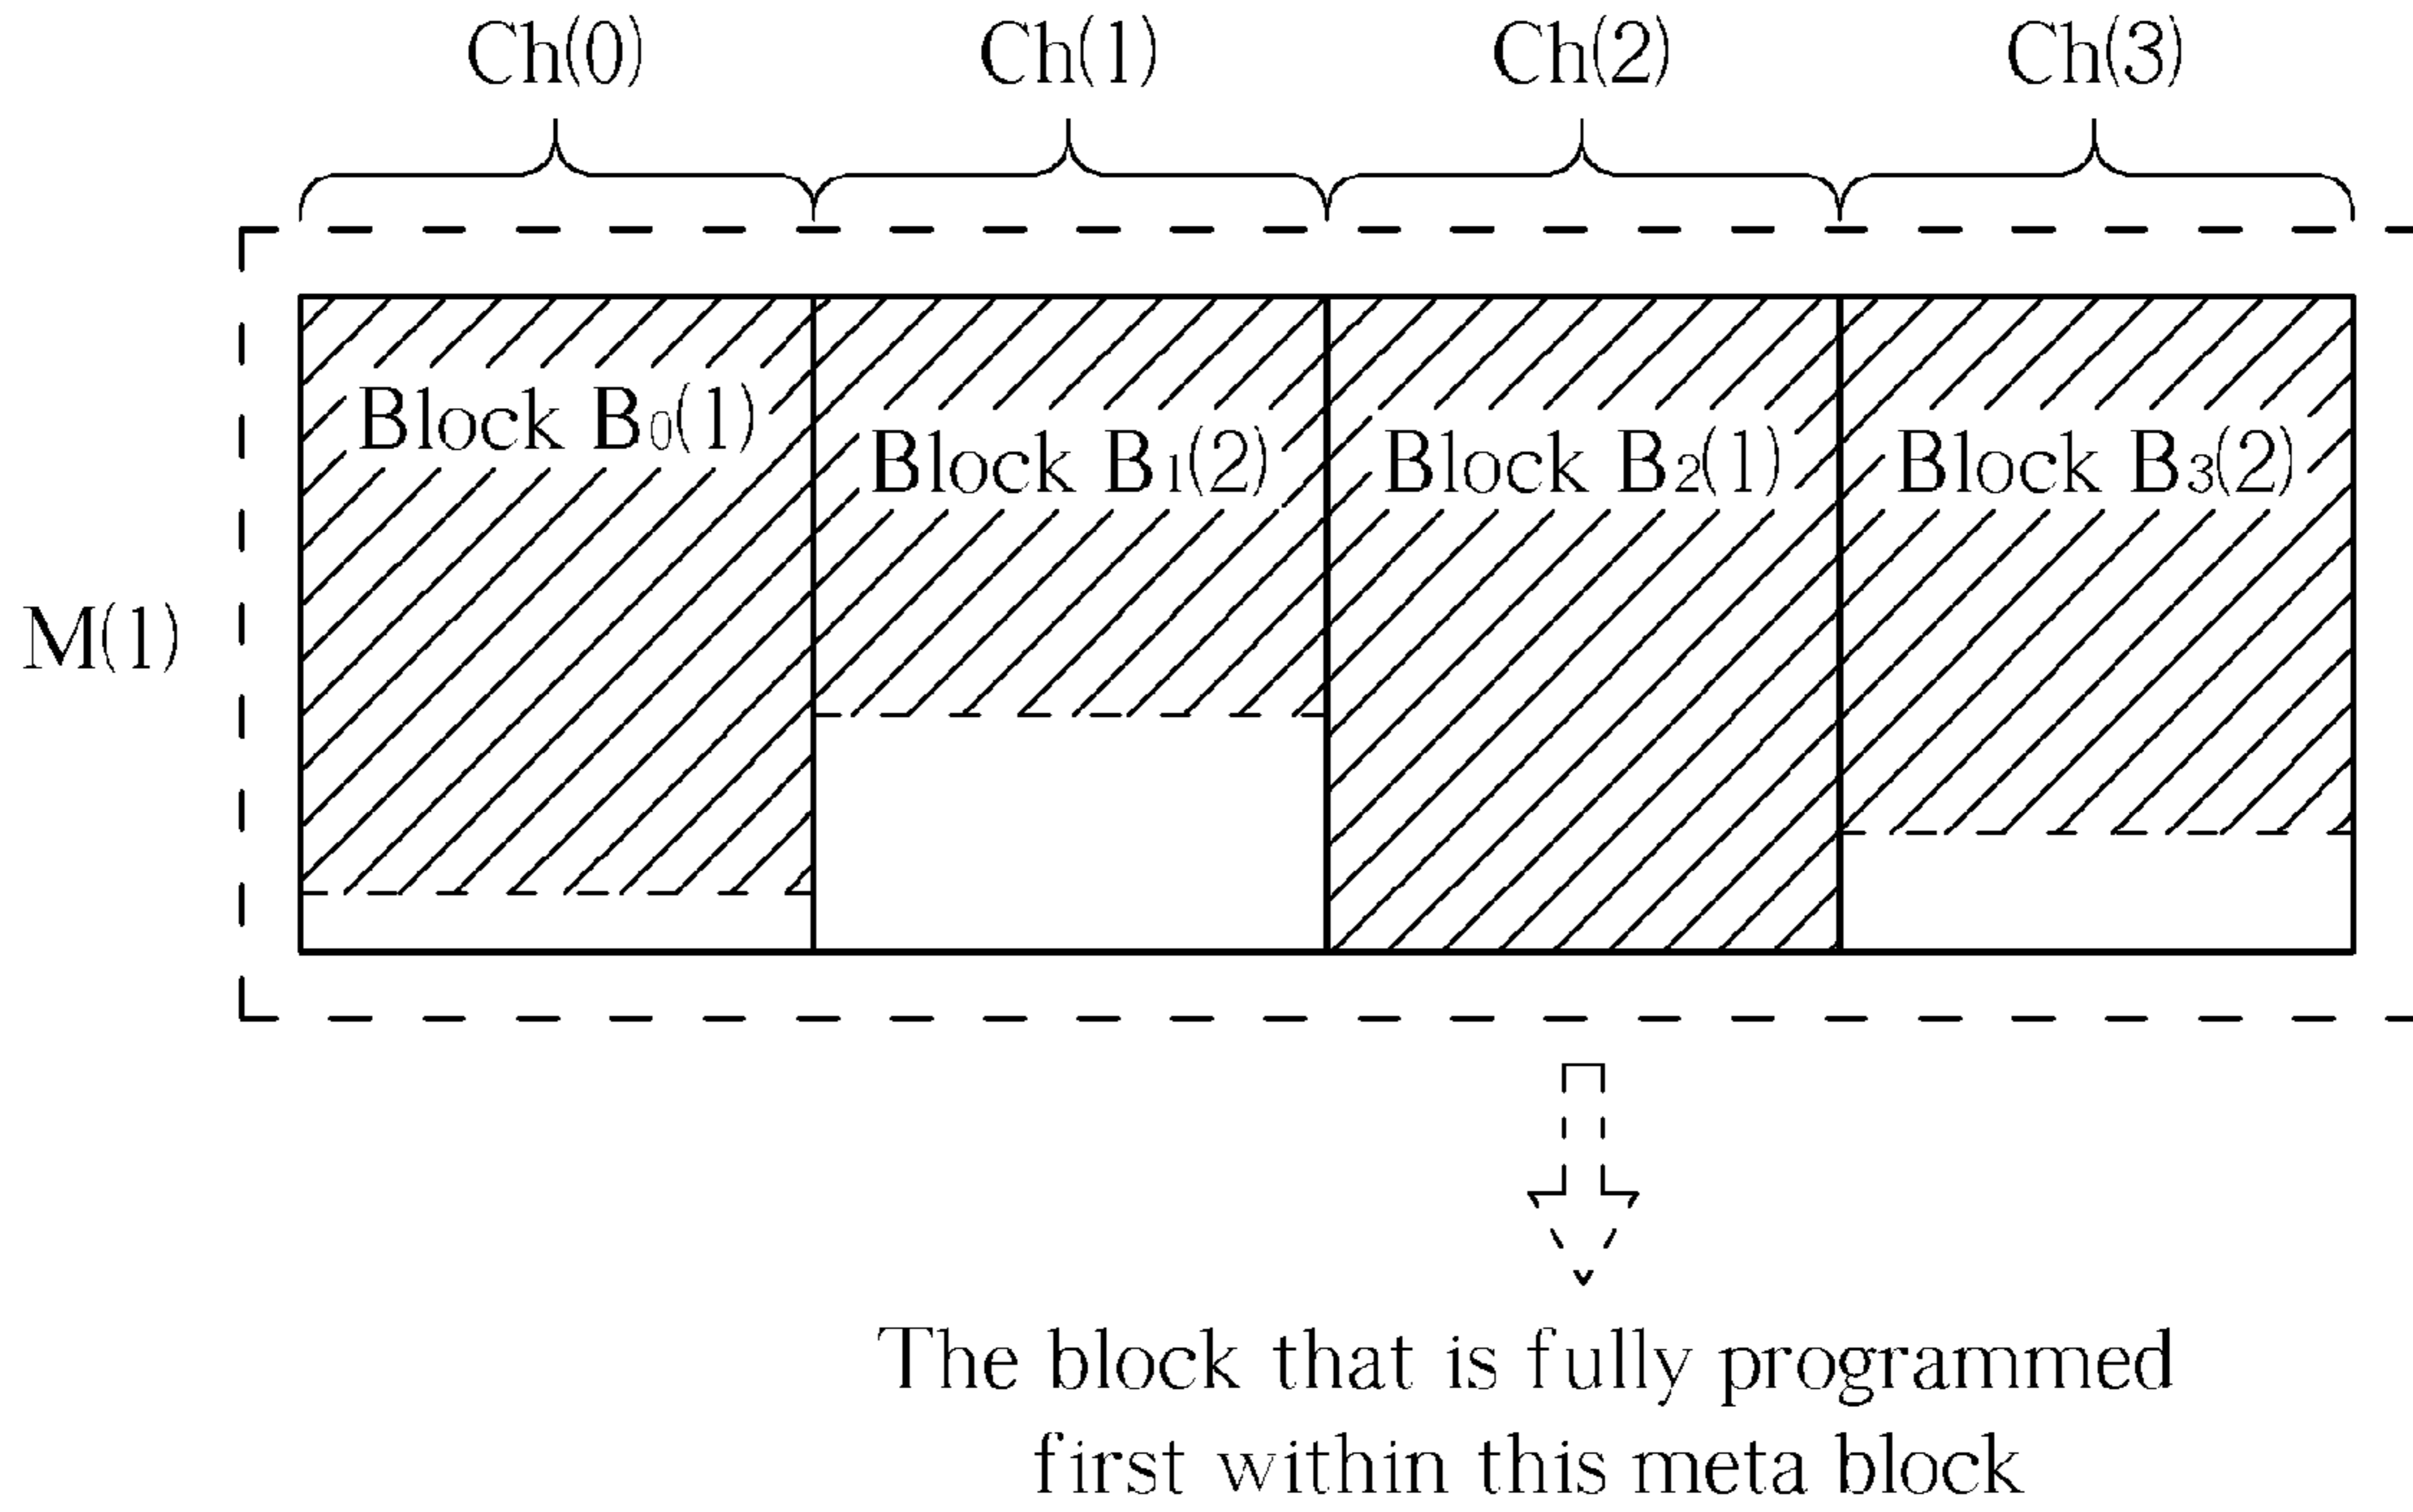 Ch(0) Ch(1) Ch(2) Ch(3)
Block B0(1) Block B1(2) Block B2(1) Block B3(2)
M(1)
The block that is fully programmed
first within this meta block